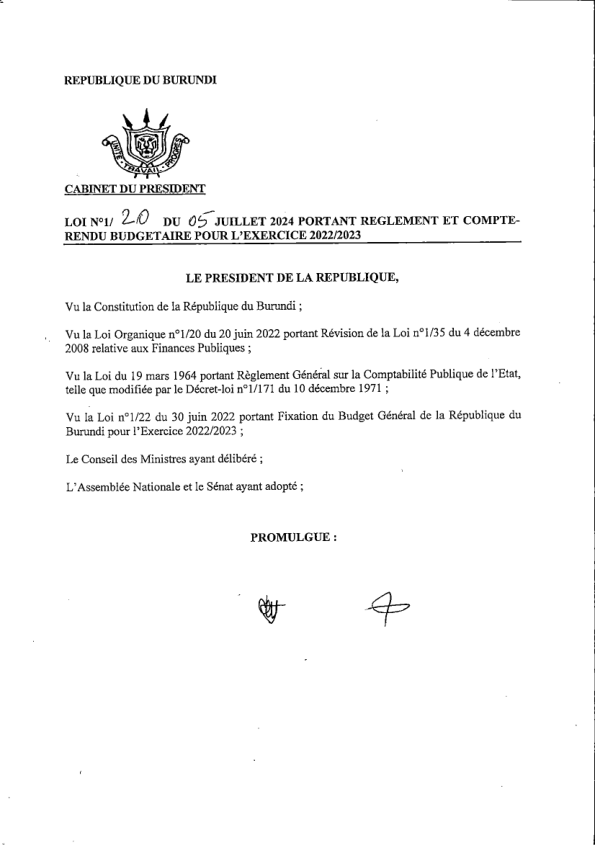 REPUBLIQUE DU BURUNDI
UNITE - TRAVAIL - PROGRES
CABINET DU PRESIDENT
LOI N°1/ 20 DU 05 JUILLET 2024 PORTANT REGLEMENT ET COMPTE-
RENDU BUDGETAIRE POUR L'EXERCICE 2022/2023
LE PRESIDENT DE LA REPUBLIQUE,
Vu la Constitution de la République du Burundi ;
Vu la Loi Organique n°1/20 du 20 juin 2022 portant Révision de la Loi n°1/35 du 4 décembre
2008 relative aux Finances Publiques ;
Vu la Loi du 19 mars 1964 portant Règlement Général sur la Comptabilité Publique de l'Etat,
telle que modifiée par le Décret-loi n°1/171 du 10 décembre 1971 ;
Vu la Loi n°1/22 du 30 juin 2022 portant Fixation du Budget Général de la République du
Burundi pour l'Exercice 2022/2023 ;
Le Conseil des Ministres ayant délibéré ;
L'Assemblée Nationale et le Sénat ayant adopté ;
PROMULGUE :